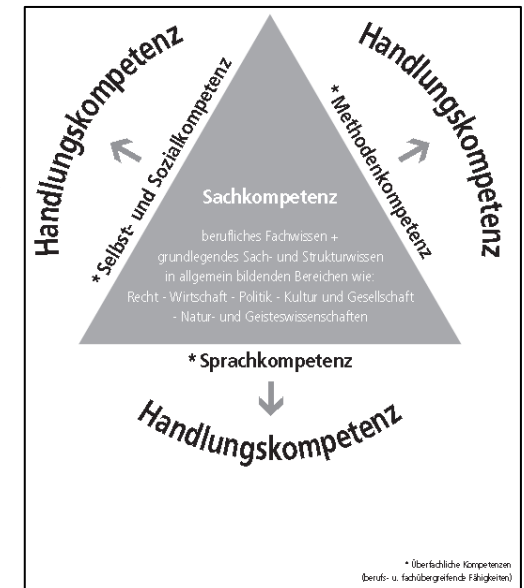 Handlungskompetenz
Handlungskompetenz
* Selbst- und Sozialkompetenz
* Methodenkompetenz
Sachkompetenz
berufliches Fachwissen +
grundlegendes Sach- und Strukturwissen
in allgemein bildenden Bereichen wie:
Recht - Wirtschaft - Politik - Kultur und Gesellschaft
- Natur- und Geisteswissenschaften
* Sprachkompetenz
Handlungskompetenz
* Überfachliche Kompetenzen
(berufs- u. fachübergreifende Fähigkeiten)